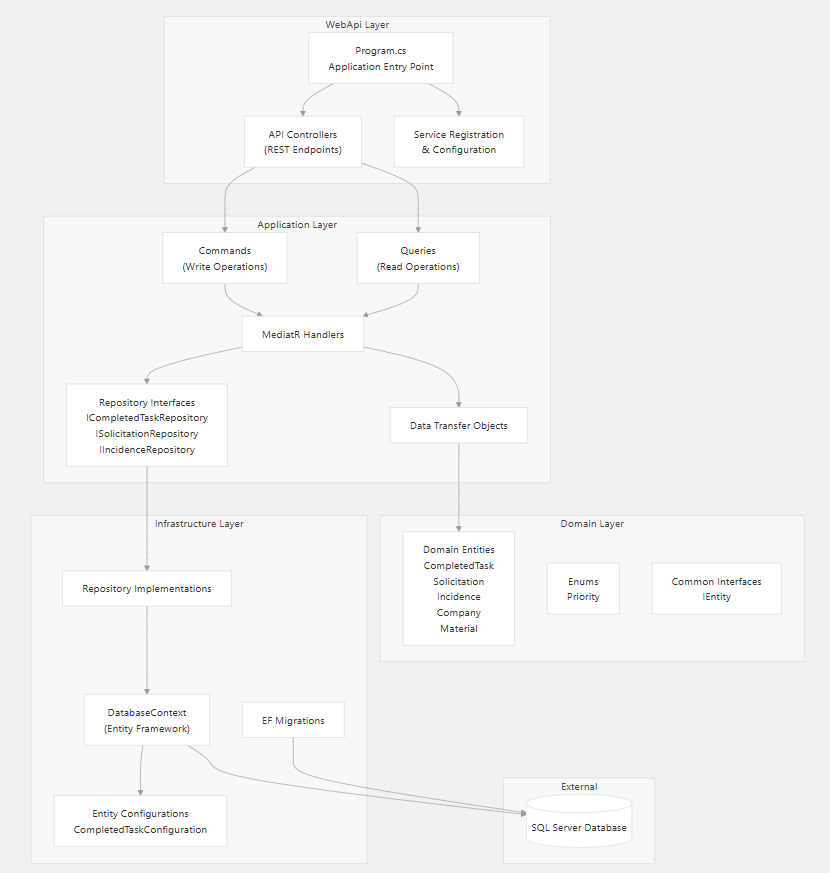 WebApi Layer
Program.cs
Application Entry Point
API Controllers
(REST Endpoints)
Service Registration
& Configuration
Application Layer
Commands
(Write Operations)
Queries
(Read Operations)
MediatR Handlers
Repository Interfaces
ICompletedTaskRepository
ISolicitationRepository
IIncidenceRepository
Data Transfer Objects
Infrastructure Layer
Repository Implementations
DatabaseContext
(Entity Framework)
EF Migrations
Entity Configurations
CompletedTaskConfiguration
Domain Layer
Domain Entities
CompletedTask
Solicitation
Incidence
Company
Material
Enums
Priority
Common Interfaces
IEntity
External
SQL Server Database